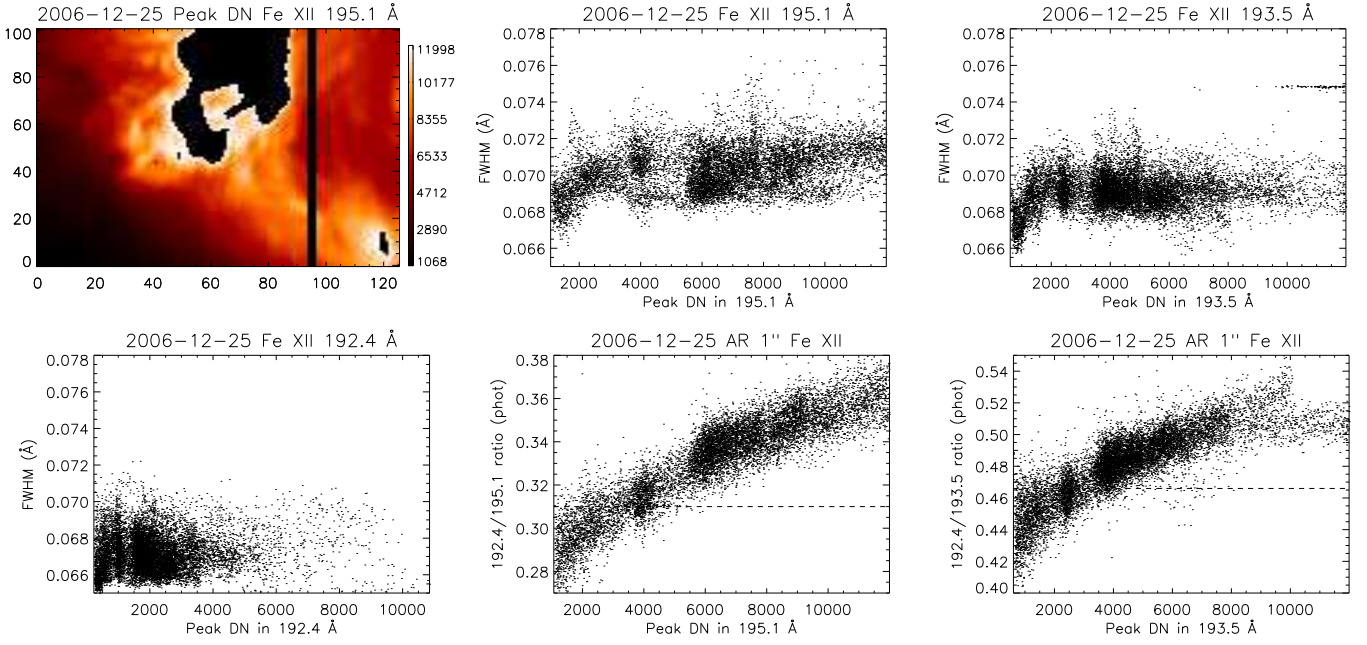 2006-12-25 Peak DN Fe XII 195.1 Å
100
80
60
40
20
0
0 20 40 60 80 100 120
11998
10177
8355
6533
4712
2890
1068
2006-12-25 Fe XII 195.1 Å
FWHM (Å)
0.078
0.076
0.074
0.072
0.070
0.068
0.066
2000 4000 6000 8000 10000
Peak DN in 195.1 Å
2006-12-25 Fe XII 193.5 Å
FWHM (Å)
0.078
0.076
0.074
0.072
0.070
0.068
0.066
2000 4000 6000 8000 10000
Peak DN in 193.5 Å
2006-12-25 Fe XII 192.4 Å
FWHM (Å)
0.078
0.076
0.074
0.072
0.070
0.068
0.066
2000 4000 6000 8000 10000
Peak DN in 192.4 Å
2006-12-25 AR 1" Fe XII
192.4/195.1 ratio (phot)
0.38
0.36
0.34
0.32
0.30
0.28
2000 4000 6000 8000 10000
Peak DN in 195.1 Å
2006-12-25 AR 1" Fe XII
192.4/193.5 ratio (phot)
0.54
0.52
0.50
0.48
0.46
0.44
0.42
0.40
2000 4000 6000 8000 10000
Peak DN in 193.5 Å